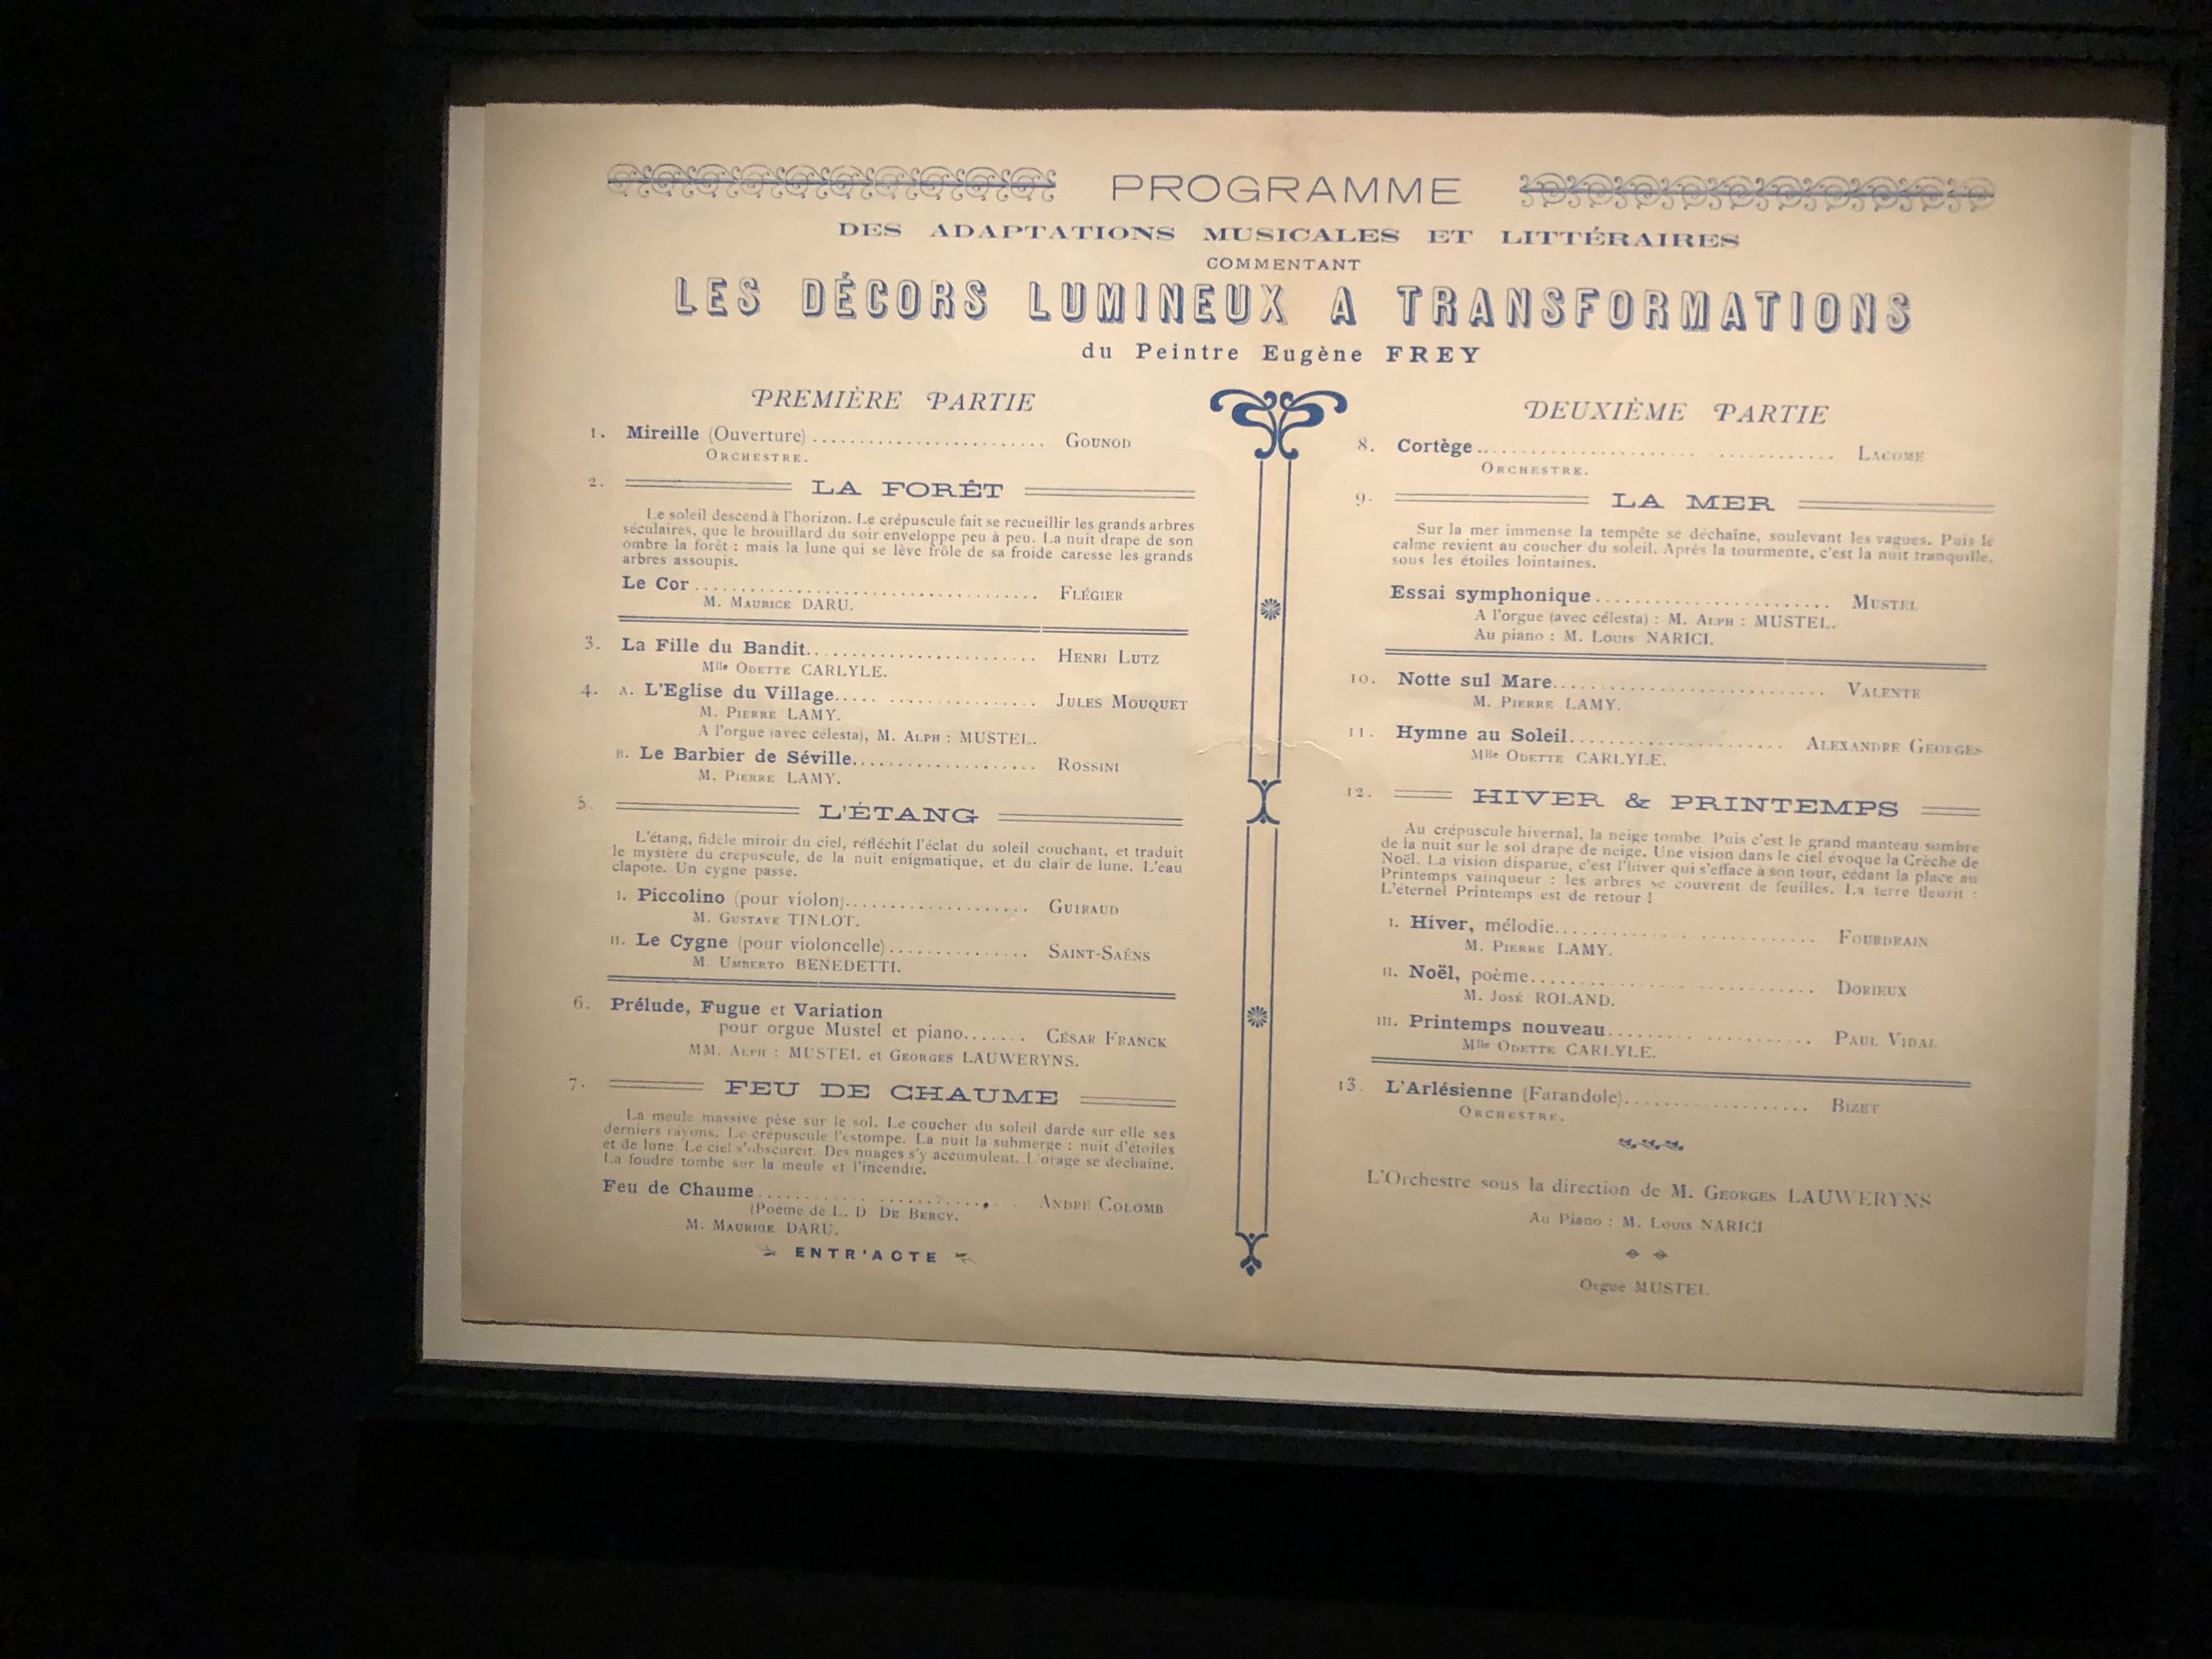 PROGRAMME
DES ADAPTATIONS MUSICALES ET LITTÉRAIRES
COMMENTANT
LES DÉCORS LUMINEUX A TRANSFORMATIONS
du Peintre Eugène FREY
PREMIÈRE PARTIE
1. Mireille (Ouverture) ........................ GOUNOD
ORCHESTRE.
2. LA FORÊT
Le soleil descend à l'horizon. Le crépuscule fait se recueillir les grands arbres
séculaires, que le brouillard du soir enveloppe peu à peu. La nuit drape de son
ombre la forêt : mais la lune qui se lève frôle de sa froide caresse les grands
arbres assoupis.
Le Cor .................................... FLÉGIER
M. MAURICE DARU.
3. La Fille du Bandit........................ HENRI LUTZ
Mlle ODETTE CARLYLE.
4. A. L'Eglise du Village..... ................ JULES MOUQUET
M. PIERRE LAMY.
A l'orgue (avec célesta), M. ALPH : MUSTEL.
B. Le Barbier de Séville................... ROSSINI
M. PIERRE LAMY.
5. L'ÉTANG
L'étang, fidèle miroir du ciel, réfléchit l'éclat du soleil couchant, et traduit
le mystère du crépuscule, de la nuit énigmatique, et du clair de lune. L'eau
clapote. Un cygne passe.
I. Piccolino (pour violon)................... GUIRAUD
M. GUSTAVE TINLOT.
II. Le Cygne (pour violoncelle)............... SAINT-SAËNS
M. UMBERTO BENEDETTI.
6. Prélude, Fugue et Variation
pour orgue Mustel et piano....... CÉSAR FRANCK
MM. ALPH : MUSTEL et GEORGES LAUWERYNS.
7. FEU DE CHAUME
La meule massive pèse sur le sol. Le coucher du soleil darde sur elle ses
derniers rayons. Le crépuscule l'estompe. La nuit la submerge : nuit d'étoiles
et de lune. Le ciel s'obscurcit. Des nuages s'y accumulent. L'orage se déchaîne.
La foudre tombe sur la meule et l'incendie.
Feu de Chaume ........................ ANDRÉ COLOMB
(Poème de L. D. DE BERCY.
M. MAURICE DARU.
ENTR'ACTE
DEUXIÈME PARTIE
8. Cortège.................................... LACOME
ORCHESTRE.
9. LA MER
Sur la mer immense la tempête se déchaîne, soulevant les vagues. Puis le
calme revient au coucher du soleil. Après la tourmente, c'est la nuit tranquille,
sous les étoiles lointaines.
Essai symphonique........................ MUSTEL
A l'orgue (avec célesta) : M. ALPH : MUSTEL.
Au piano : M. LOUIS NARICI.
10. Notte sul Mare............................ VALENTE
M. PIERRE LAMY.
11. Hymne au Soleil...................... ALEXANDRE GEORGES
Mlle ODETTE CARLYLE.
12. HIVER & PRINTEMPS
Au crépuscule hivernal, la neige tombe. Puis c'est le grand manteau sombre
de la nuit sur le sol drapé de neige. Une vision dans le ciel évoque la Crèche de
Noël. La vision disparue, c'est l'hiver qui s'efface à son tour, cédant la place au
Printemps vainqueur : les arbres se couvrent de feuilles. La terre fleurit :
L'éternel Printemps est de retour !
I. Hiver, mélodie........................... FOURDRAIN
M. PIERRE LAMY.
II. Noël, poème............................. DORIEUX
M. JOSÉ ROLAND.
III. Printemps nouveau..................... PAUL VIDAL
Mlle ODETTE CARLYLE.
13. L'Arlésienne (Farandole)................... BIZET
ORCHESTRE.
L'Orchestre sous la direction de M. GEORGES LAUWERYNS
Au Piano : M. LOUIS NARICI
Orgue MUSTEL